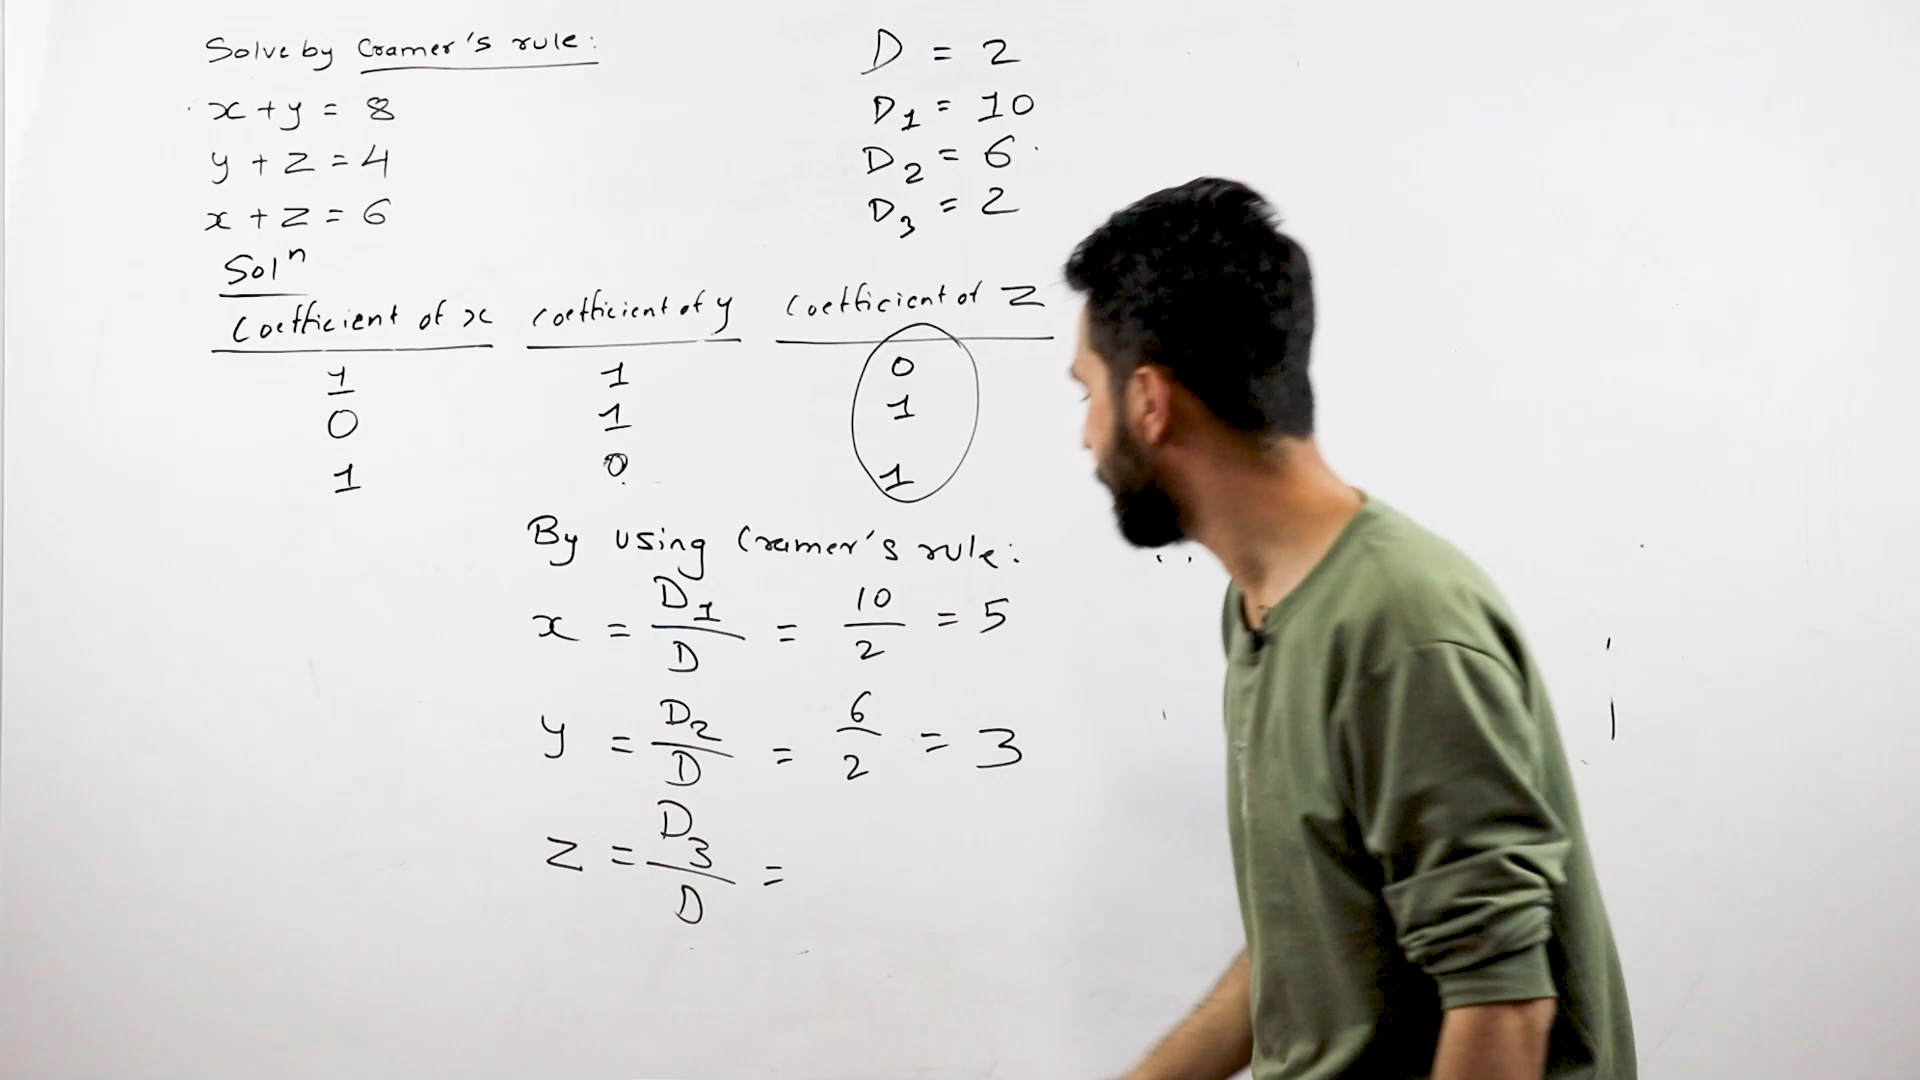 Solve by Cramer's rule:
x + y = 8
y + z = 4
x + z = 6
D = 2
D₁ = 10
D₂ = 6
D₃ = 2
Solⁿ
Coefficient of x coefficient of y Coefficient of z
1 1 0
0 1 1
1 0 1
By using Cramer's rule:
x = D₁/D = 10/2 = 5
y = D₂/D = 6/2 = 3
z = D₃/D =